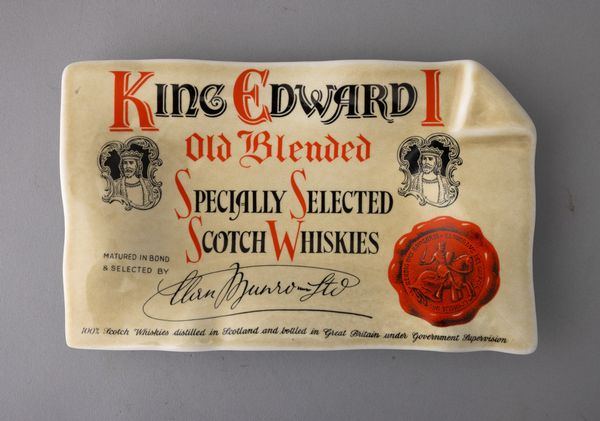 KING EDWARD I
Old Blended
SPECIALLY SELECTED
SCOTCH WHISKIES
MATURED IN BOND
& SELECTED BY
Clan Munro Ltd
100% Scotch Whiskies distilled in Scotland and bottled in Great Britain under Government Supervision